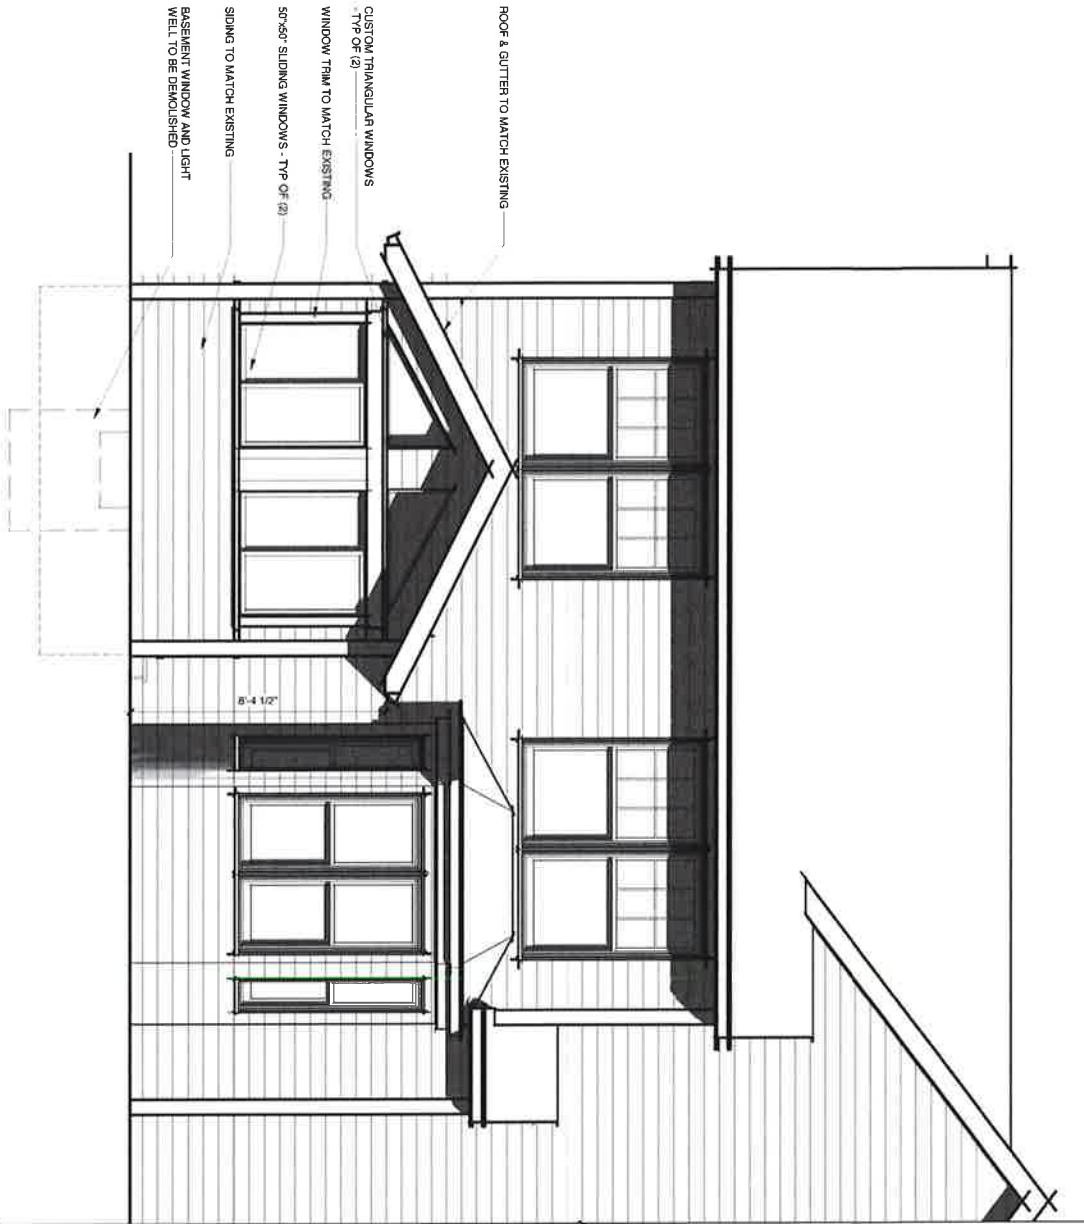 ROOF & GUTTER TO MATCH EXISTING
CUSTOM TRIANGULAR WINDOWS
- TYP OF (2)
WINDOW TRIM TO MATCH EXISTING
50"x50" SLIDING WINDOWS - TYP OF (2)
SIDING TO MATCH EXISTING
BASEMENT WINDOW AND LIGHT
WELL TO BE DEMOLISHED
8'-4 1/2"